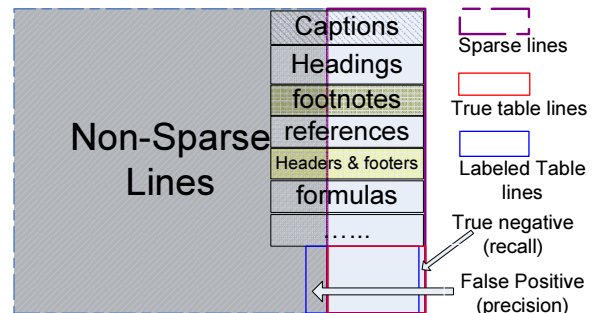 Captions
Headings
footnotes
references
Headers & footers
formulas
......
Non-Sparse
Lines
Sparse lines
True table lines
Labeled Table
lines
True negative
(recall)
False Positive
(precision)